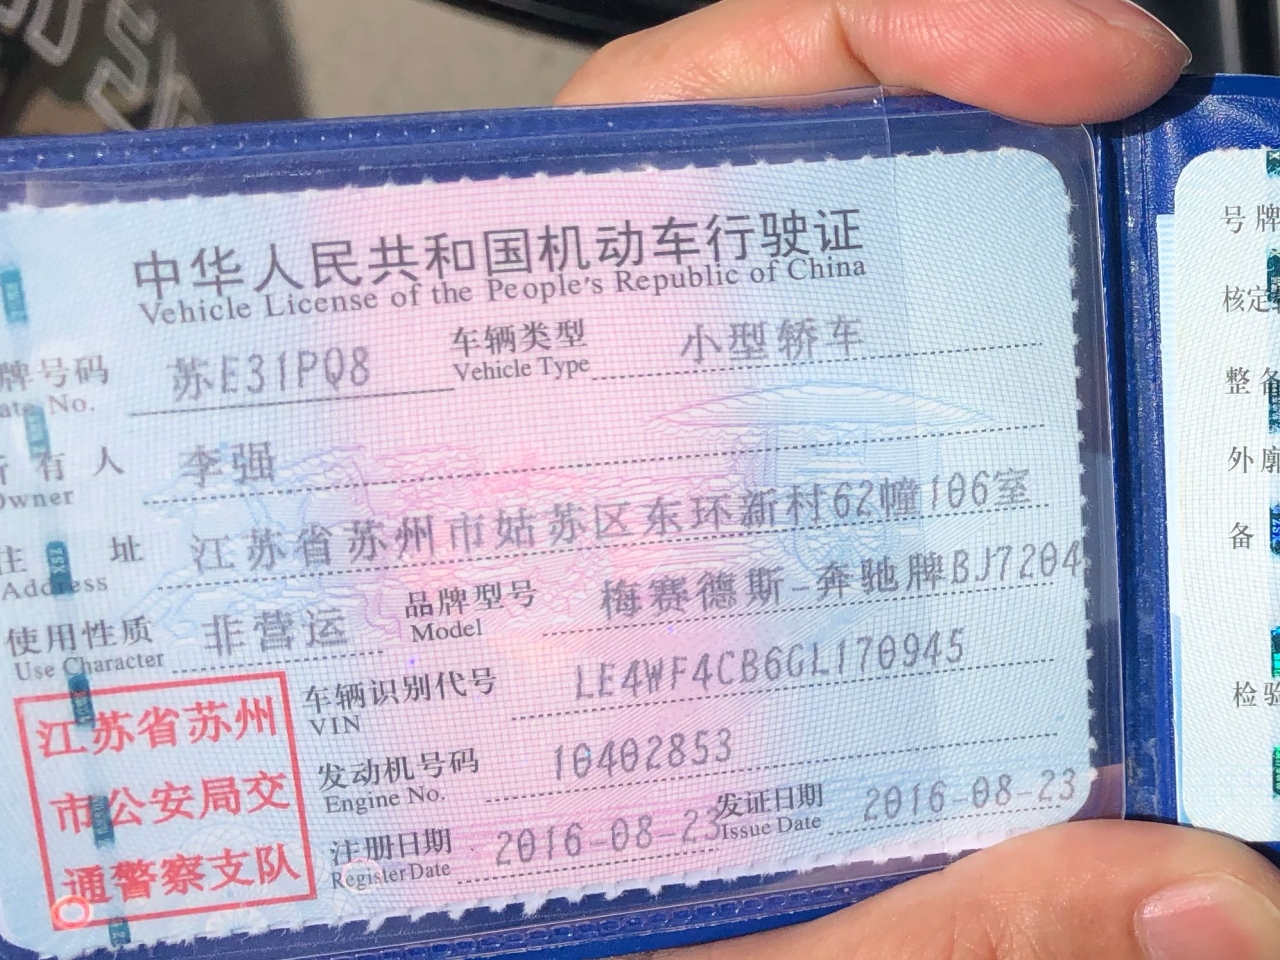 中华人民共和国机动车行驶证
Vehicle License of the People's Republic of China
牌号码 苏E31PQ8 车辆类型 小型轿车
ate No. Vehicle Type
所有人 李强
Owner
住址 江苏省苏州市姑苏区东环新村62幢106室
Address
使用性质 非营运 品牌型号 梅赛德斯-奔驰牌BJ7204
Use Character Model
车辆识别代号 LE4WF4CB6GL170945
VIN
发动机号码 10402853
Engine No.
注册日期 2016-08-23 发证日期 2016-08-23
Register Date Issue Date
江苏省苏州
市公安局交
通警察支队
号牌
核定
整备
外廓
备
检验